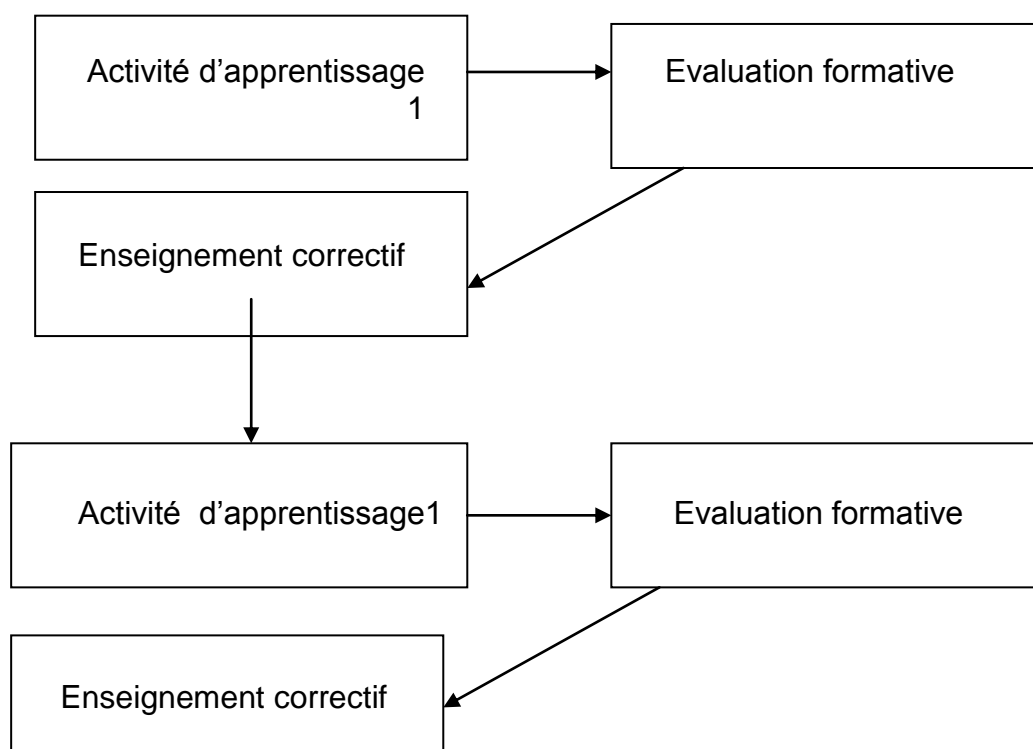 Activité d’apprentissage
1
Evaluation formative
Enseignement correctif
Activité d’apprentissage1
Evaluation formative
Enseignement correctif